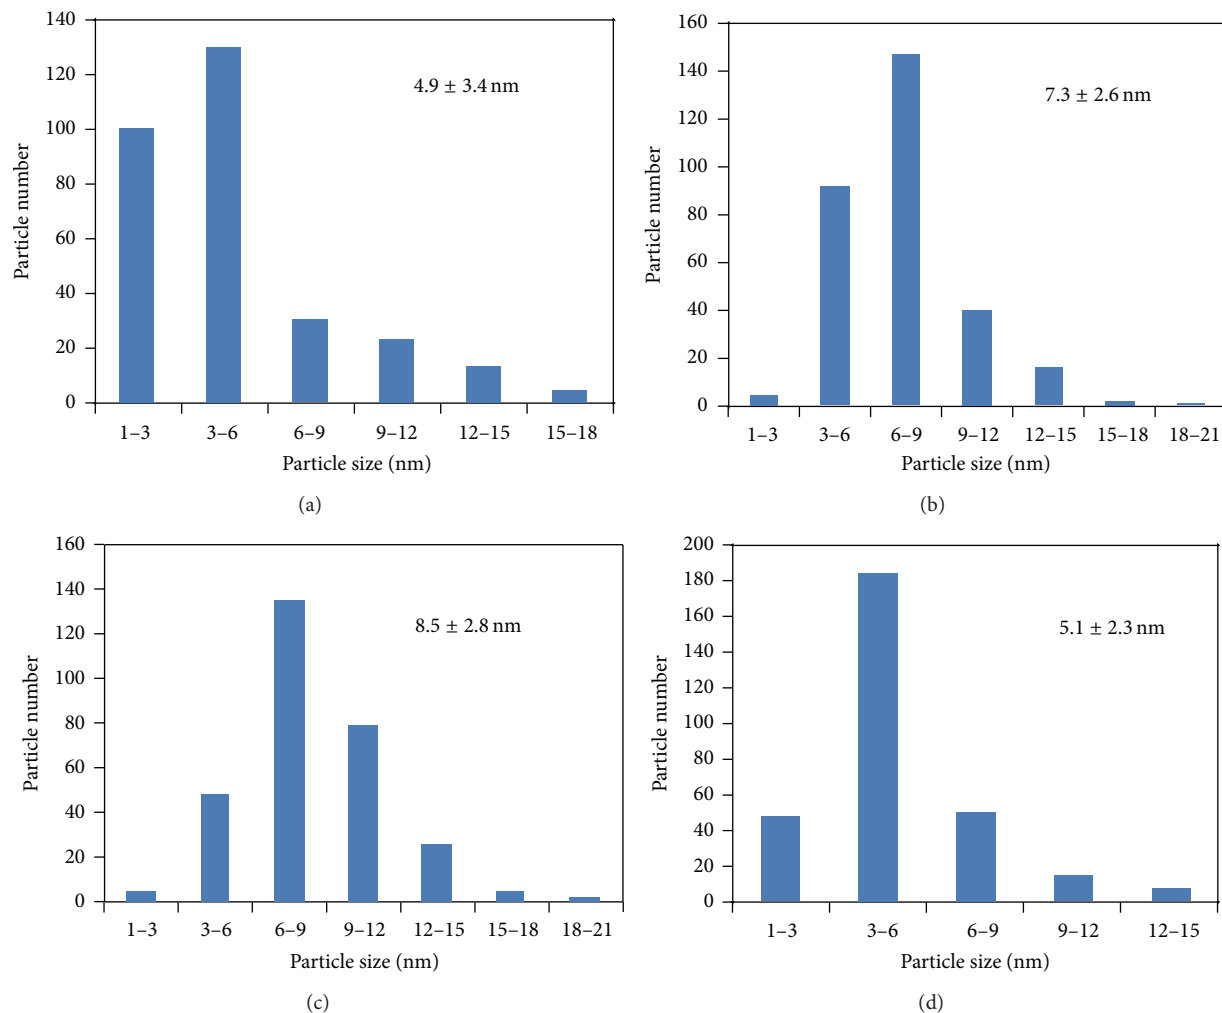 140
120
100
80
60
40
20
0
Particle number
4.9 ± 3.4 nm
1–3 3–6 6–9 9–12 12–15 15–18
Particle size (nm)
(a)
160
140
120
100
80
60
40
20
0
Particle number
7.3 ± 2.6 nm
1–3 3–6 6–9 9–12 12–15 15–18 18–21
Particle size (nm)
(b)
160
140
120
100
80
60
40
20
0
Particle number
8.5 ± 2.8 nm
1–3 3–6 6–9 9–12 12–15 15–18 18–21
Particle size (nm)
(c)
200
180
160
140
120
100
80
60
40
20
0
Particle number
5.1 ± 2.3 nm
1–3 3–6 6–9 9–12 12–15
Particle size (nm)
(d)